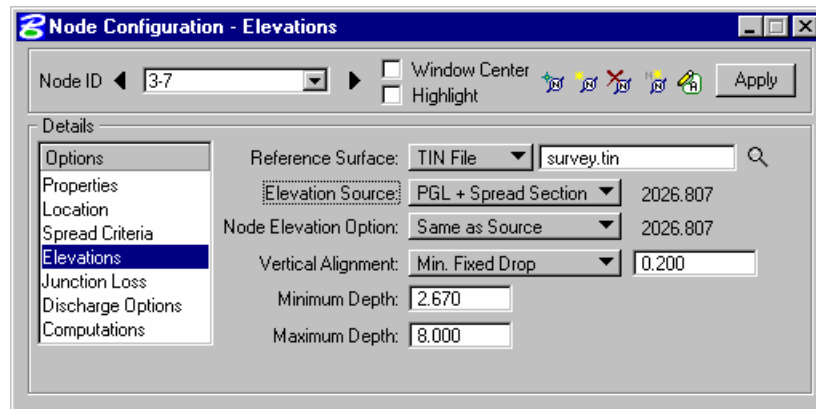 Node Configuration - Elevations
Node ID 3-7 Window Center Highlight Apply
Details
Options
Properties
Location
Spread Criteria
Elevations
Junction Loss
Discharge Options
Computations
Reference Surface: TIN File survey.tin
Elevation Source: PGL + Spread Section 2026.807
Node Elevation Option: Same as Source 2026.807
Vertical Alignment: Min. Fixed Drop 0.200
Minimum Depth: 2.670
Maximum Depth: 8.000